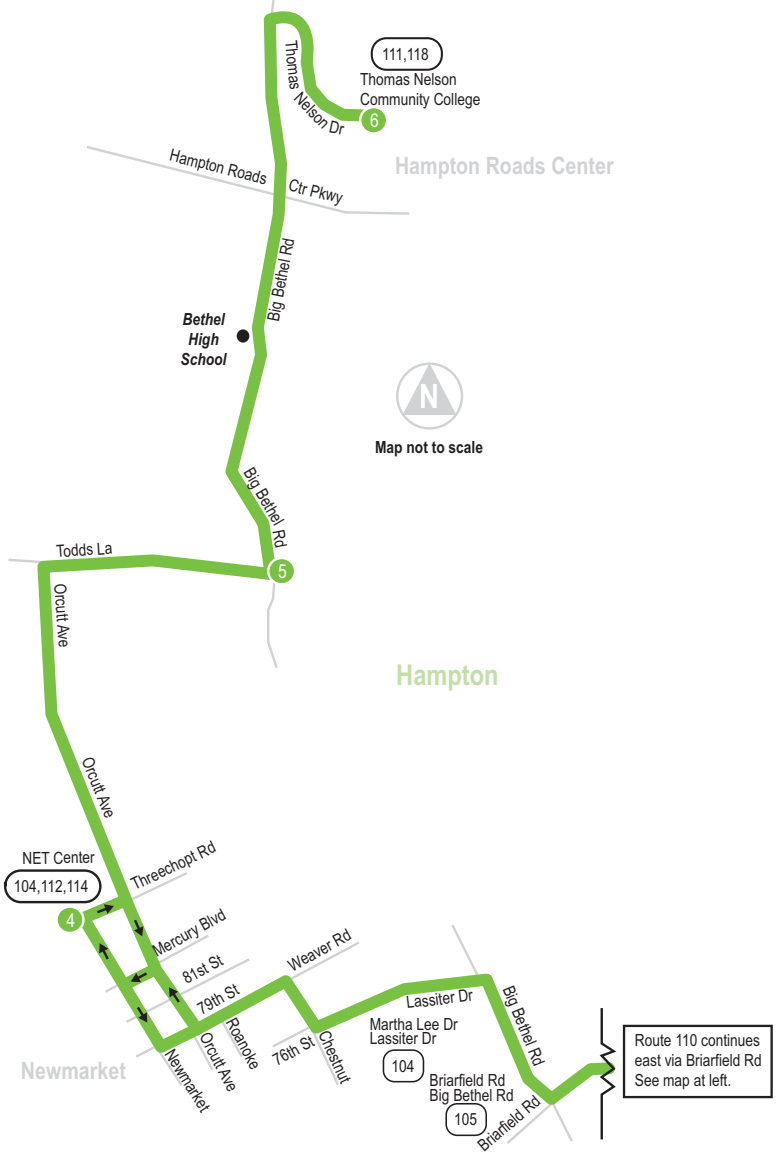 111,118
Thomas Nelson
Community College
Thomas Nelson Dr
6
Hampton Roads Center
Hampton Roads Ctr Pkwy
Big Bethel Rd
Bethel
High
School
N
Map not to scale
Big Bethel Rd
Todds La
5
Orcutt Ave
Hampton
Orcutt Ave
NET Center
104,112,114
Threechopt Rd
4
Mercury Blvd
81st St
79th St
Weaver Rd
Lassiter Dr
Big Bethel Rd
Newmarket
Newmarket
Orcutt Ave
Roanoke
76th St
Chestnut
Martha Lee Dr
Lassiter Dr
104
Briarfield Rd
Big Bethel Rd
105
Briarfield Rd
Route 110 continues
east via Briarfield Rd
See map at left.